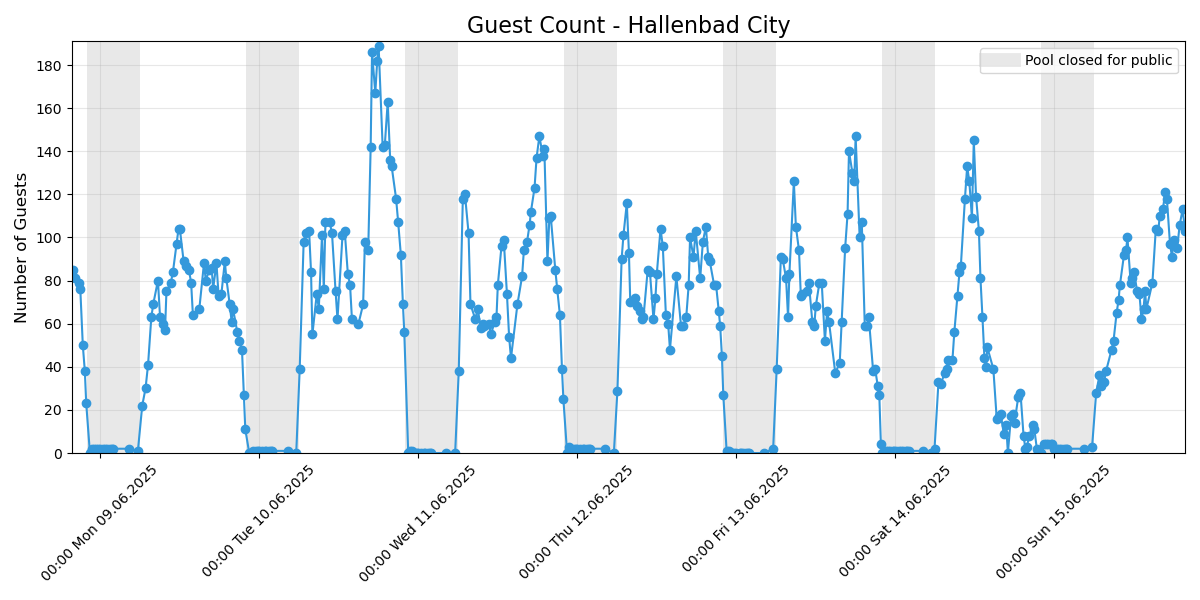 Guest Count - Hallenbad City
Pool closed for public
Number of Guests
180
160
140
120
100
80
60
40
20
0
00:00 Mon 09.06.2025
00:00 Tue 10.06.2025
00:00 Wed 11.06.2025
00:00 Thu 12.06.2025
00:00 Fri 13.06.2025
00:00 Sat 14.06.2025
00:00 Sun 15.06.2025